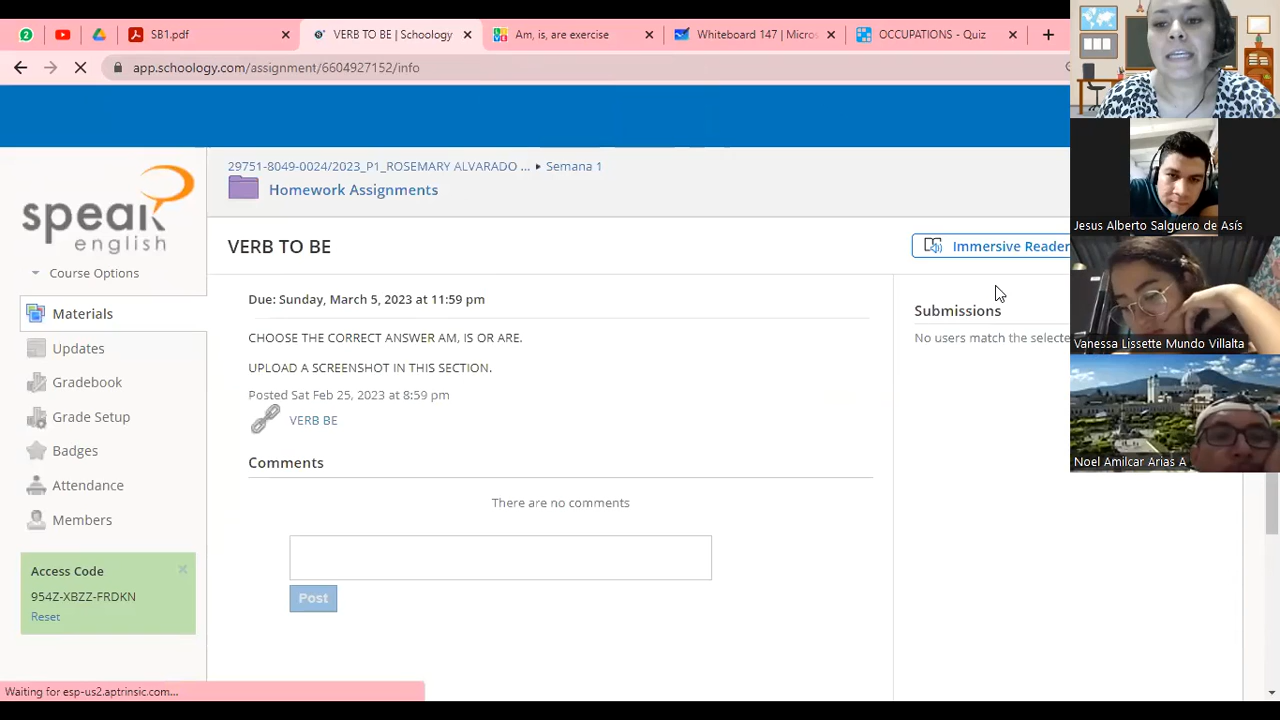 2
SBT.pdf
VERB TO BE | Schoology
Am, is, are exercise
Whiteboard 147 | Micros
OCCUPATIONS - Quiz
app.schoology.com/assignment/6604927152/info
29751-8049-0024/2023_P1_ROSEMARY ALVARADO ... Semana 1
Homework Assignments
speak
english
VERB TO BE
Immersive Reader
Course Options
Materials
Updates
Gradebook
Grade Setup
Badges
Attendance
Members
Access Code
954Z-XBZZ-FRDKN
Reset
Due: Sunday, March 5, 2023 at 11:59 pm
CHOOSE THE CORRECT ANSWER AM, IS OR ARE.
UPLOAD A SCREENSHOT IN THIS SECTION.
Posted Sat Feb 25, 2023 at 8:59 pm
VERB BE
Comments
There are no comments
Post
Submissions
No users match the selecte
Jesus Alberto Salguero de Asís
Vanessa Lissette Mundo Villalta
Noel Amilcar Arias A
Waiting for esp-us2.aptrinsic.com...